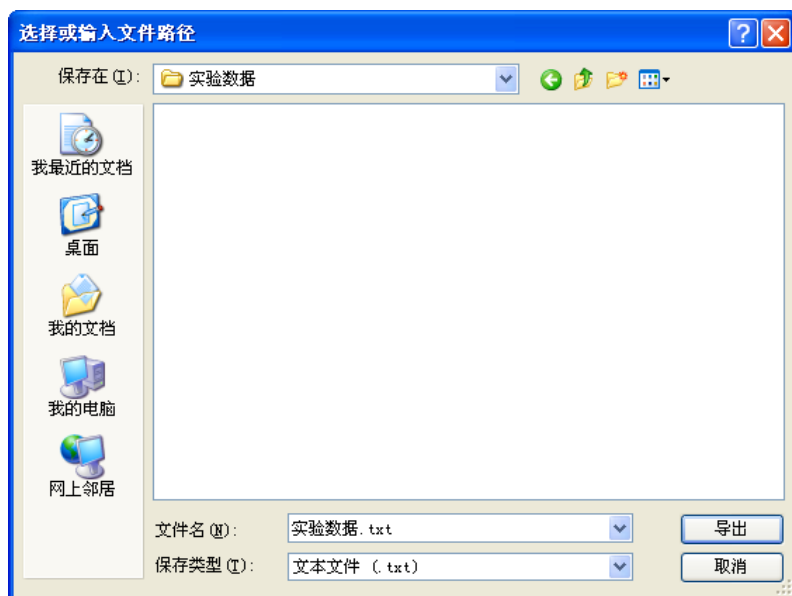 选择或输入文件路径
保存在(I):
实验数据
我最近的文档
桌面
我的文档
我的电脑
网上邻居
文件名(N):
实验数据.txt
导出
保存类型(T):
文本文件 (.txt)
取消